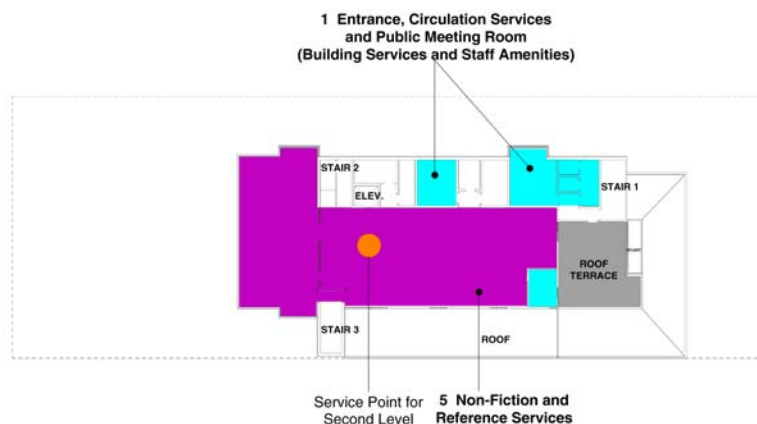 1 Entrance, Circulation Services
and Public Meeting Room
(Building Services and Staff Amenities)
STAIR 2
ELEV.
STAIR 1
ROOF
TERRACE
STAIR 3
ROOF
Service Point for
Second Level
5 Non-Fiction and
Reference Services